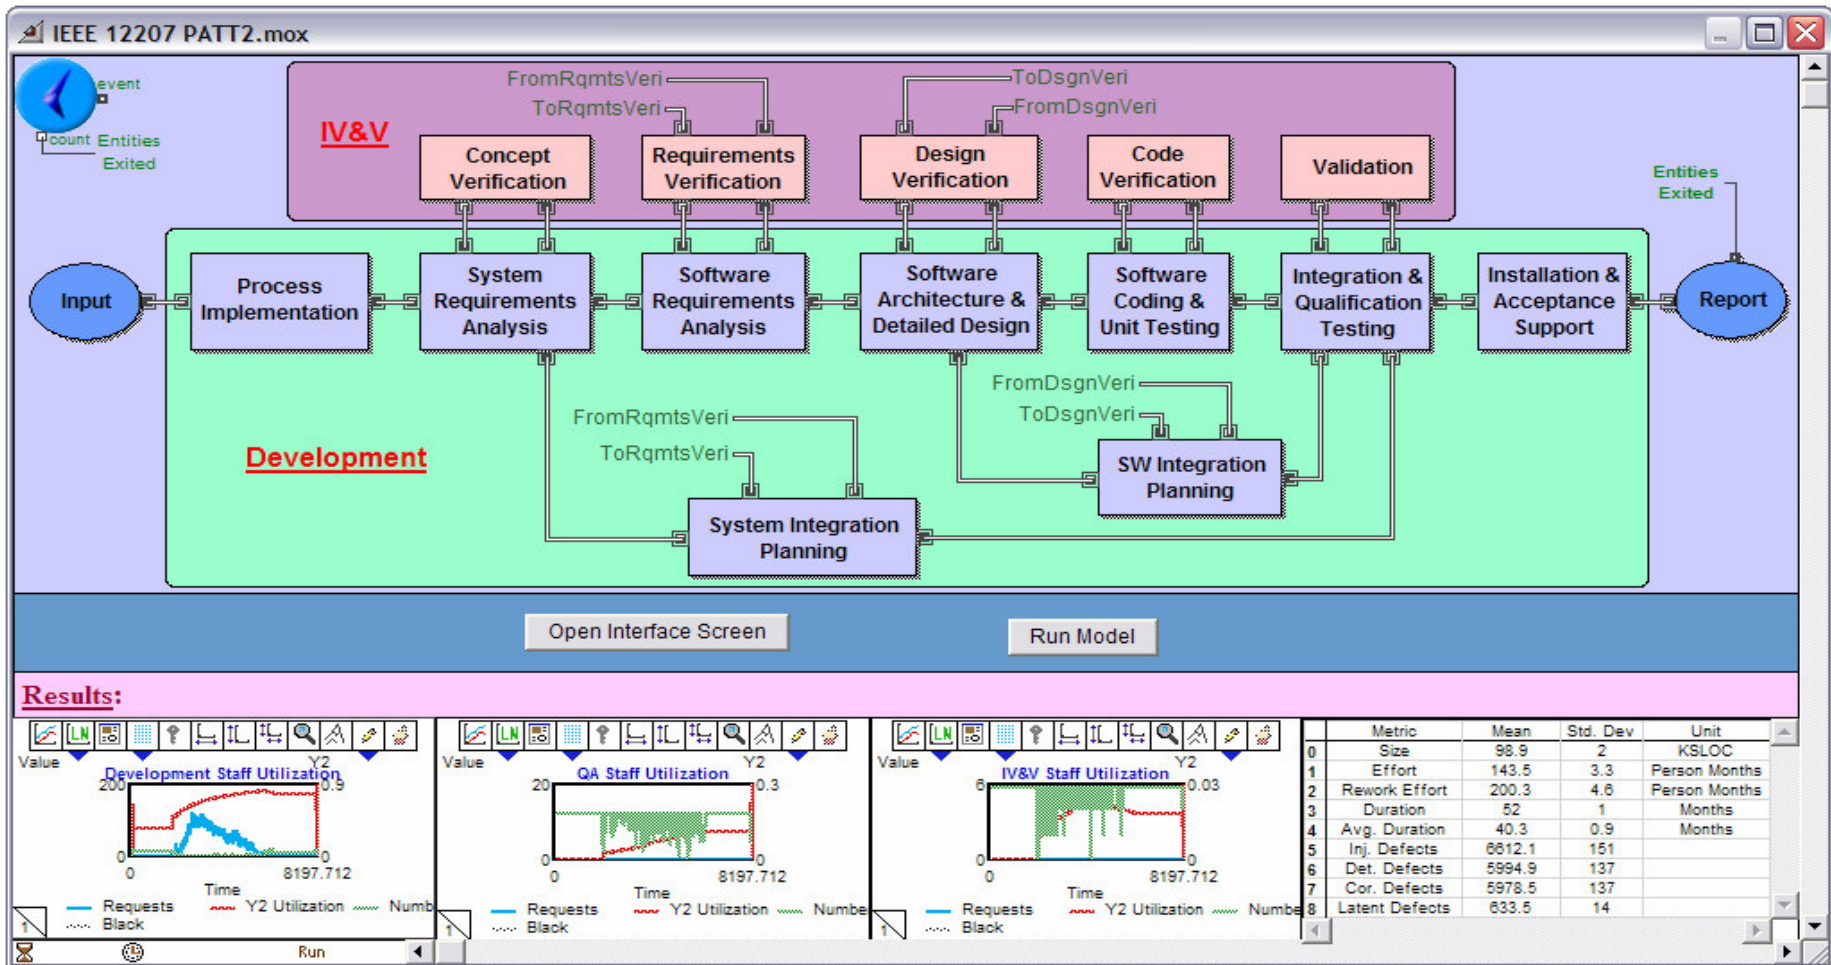 IEEE 12207 PATT2.mox
event
count Entities
Exited
IV&V
FromRqmtsVeri
ToRqmtsVeri
ToDsgnVeri
FromDsgnVeri
Concept
Verification
Requirements
Verification
Design
Verification
Code
Verification
Validation
Entities
Exited
Input
Process
Implementation
System
Requirements
Analysis
Software
Requirements
Analysis
Software
Architecture &
Detailed Design
Software
Coding &
Unit Testing
Integration &
Qualification
Testing
Installation &
Acceptance
Support
Report
FromDsgnVeri
ToDsgnVeri
FromRqmtsVeri
ToRqmtsVeri
Development
SW Integration
Planning
System Integration
Planning
Open Interface Screen
Run Model
Results:
Value
Y2
Development Staff Utilization
200
0.9
0
0
0
8197.712
Time
Requests
Y2 Utilization
Numb
Black
1
Value
Y2
QA Staff Utilization
20
0.3
0
0
0
8197.712
Time
Requests
Y2 Utilization
Number
Black
1
Value
Y2
IV&V Staff Utilization
6
0.03
0
0
0
8197.712
Time
Requests
Y2 Utilization
Numbe
Black
1
Metric Mean Std. Dev Unit
0 Size 98.9 2 KSLOC
1 Effort 143.5 3.3 Person Months
2 Rework Effort 200.3 4.6 Person Months
3 Duration 52 1 Months
4 Avg. Duration 40.3 0.9 Months
5 Inj. Defects 6612.1 151
6 Det. Defects 5994.9 137
7 Cor. Defects 5978.5 137
8 Latent Defects 633.5 14
Run